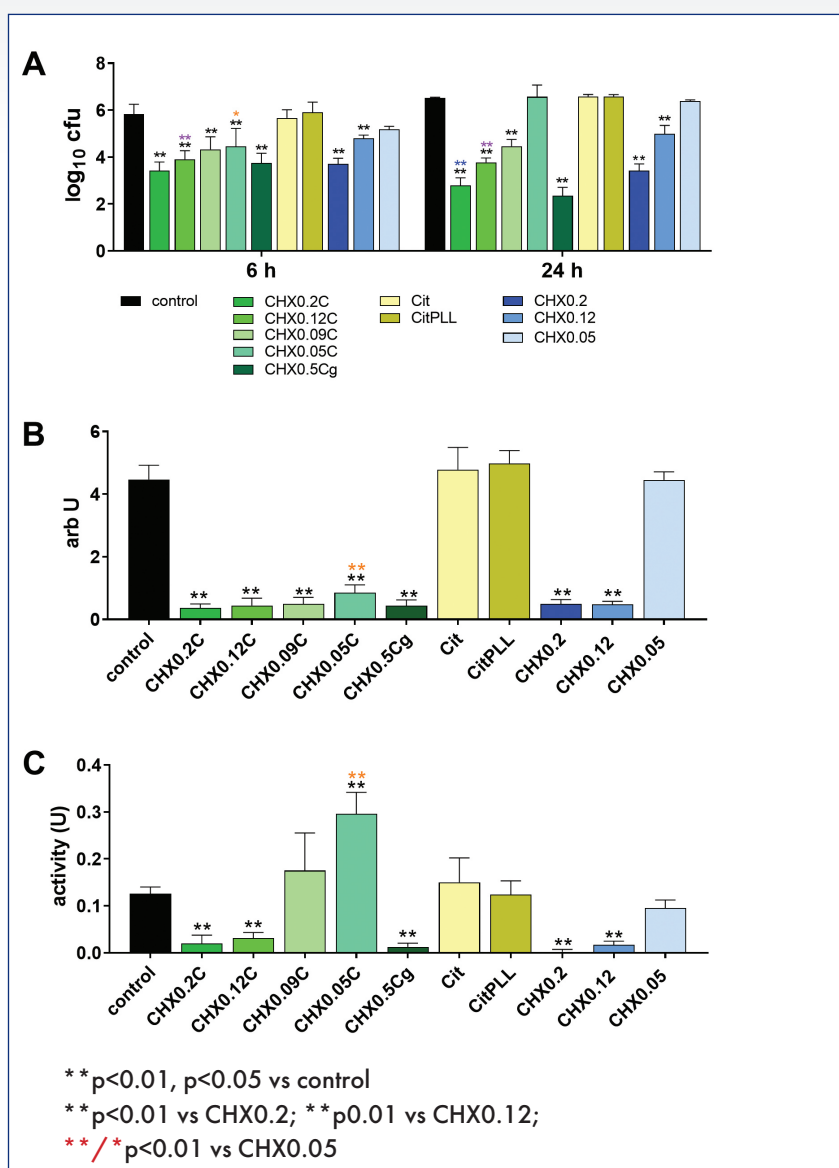 A
8
6
4
2
0
log10 cfu
** ** ** ** ** * ** ** ** **
** ** ** ** ** ** ** **
6 h 24 h
control CHX0.2C Cit CHX0.2
CHX0.12C CitPLL CHX0.12
CHX0.09C CHX0.05
CHX0.05C
CHX0.5Cg
B
6
4
2
0
arb U
** ** ** ** ** ** ** **
control CHX0.2C CHX0.12C CHX0.09C CHX0.05C CHX0.5Cg Cit CitPLL CHX0.2 CHX0.12 CHX0.05
C
0.4
0.3
0.2
0.1
0.0
activity (U)
** ** ** ** ** ** **
control CHX0.2C CHX0.12C CHX0.09C CHX0.05C CHX0.5Cg Cit CitPLL CHX0.2 CHX0.12 CHX0.05
**p<0.01, p<0.05 vs control
**p<0.01 vs CHX0.2; **p0.01 vs CHX0.12;
**/*p<0.01 vs CHX0.05